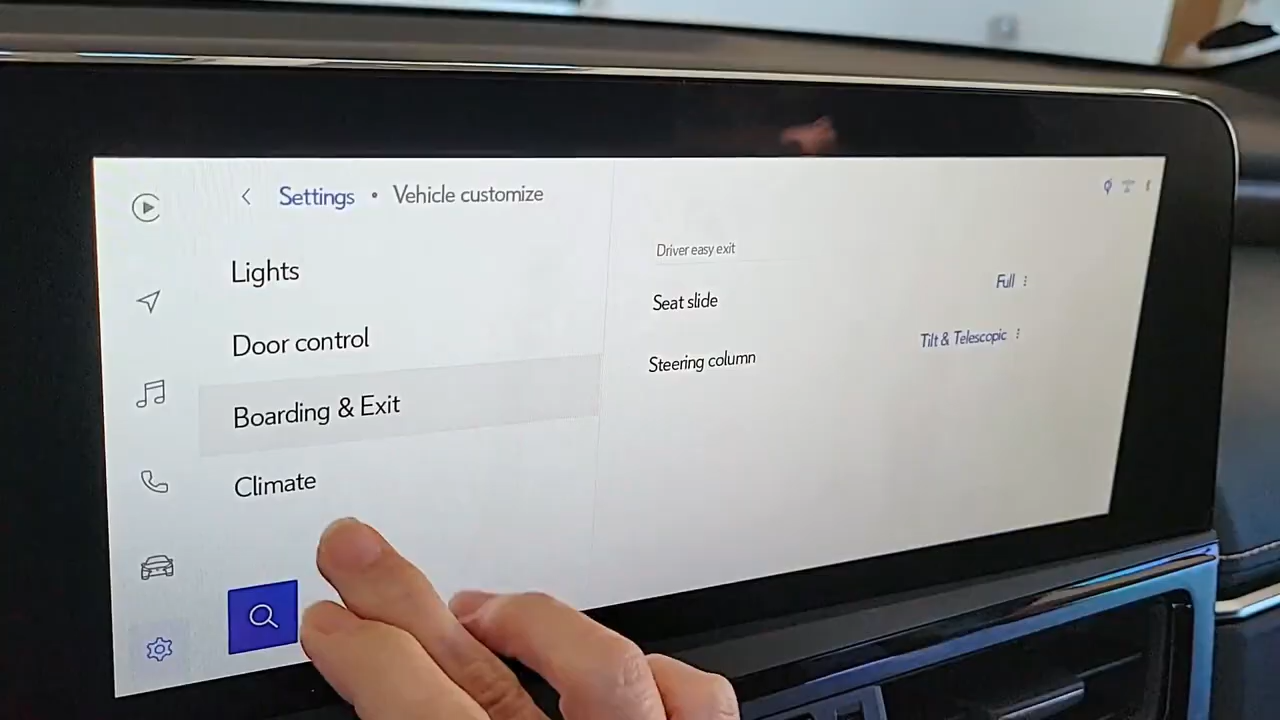 Settings • Vehicle customize
Lights
Door control
Boarding & Exit
Climate
Driver easy exit
Seat slide
Full
Steering column
Tilt & Telescopic